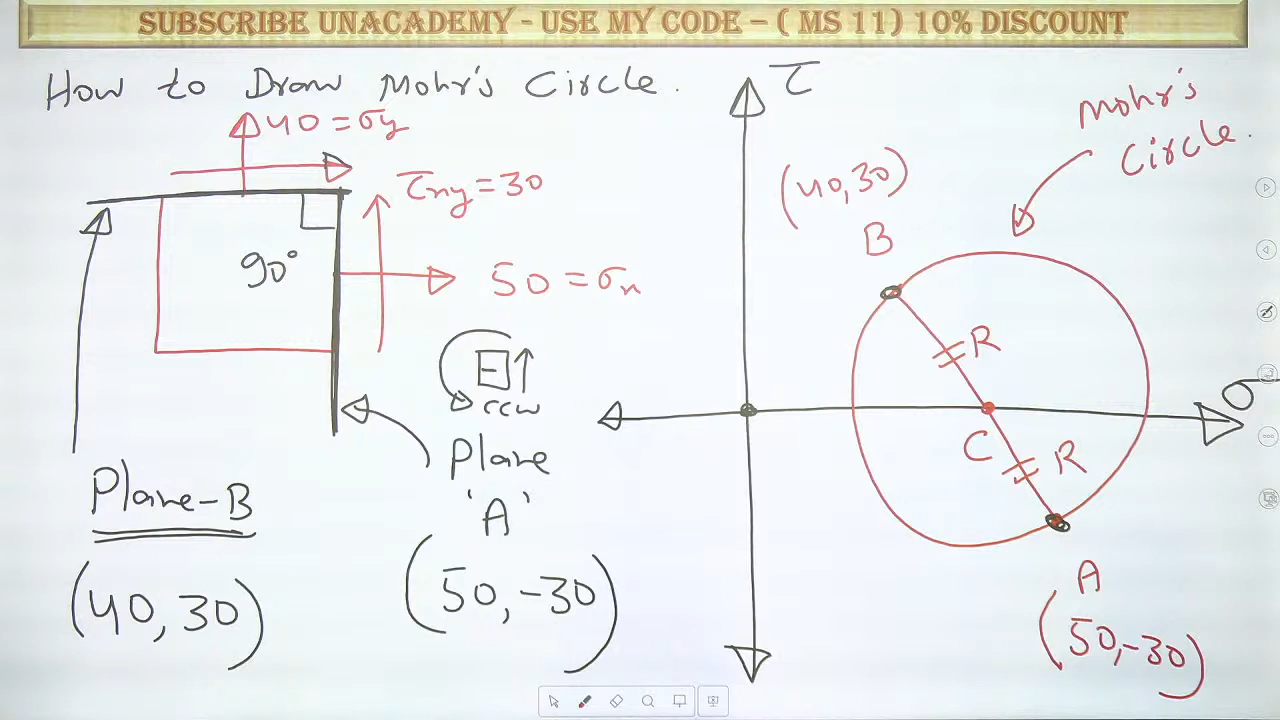 SUBSCRIBE UNACADEMY - USE MY CODE – ( MS 11) 10% DISCOUNT
How to Draw Mohr's Circle.
τ
Mohr's
Circle.
40 = σy
τxy = 30
(40,30)
B
90°
50 = σx
R
CCW
σ
C
R
Plane
'A'
Plane-B
(40, 30)
(50, -30)
A
(50, -30)